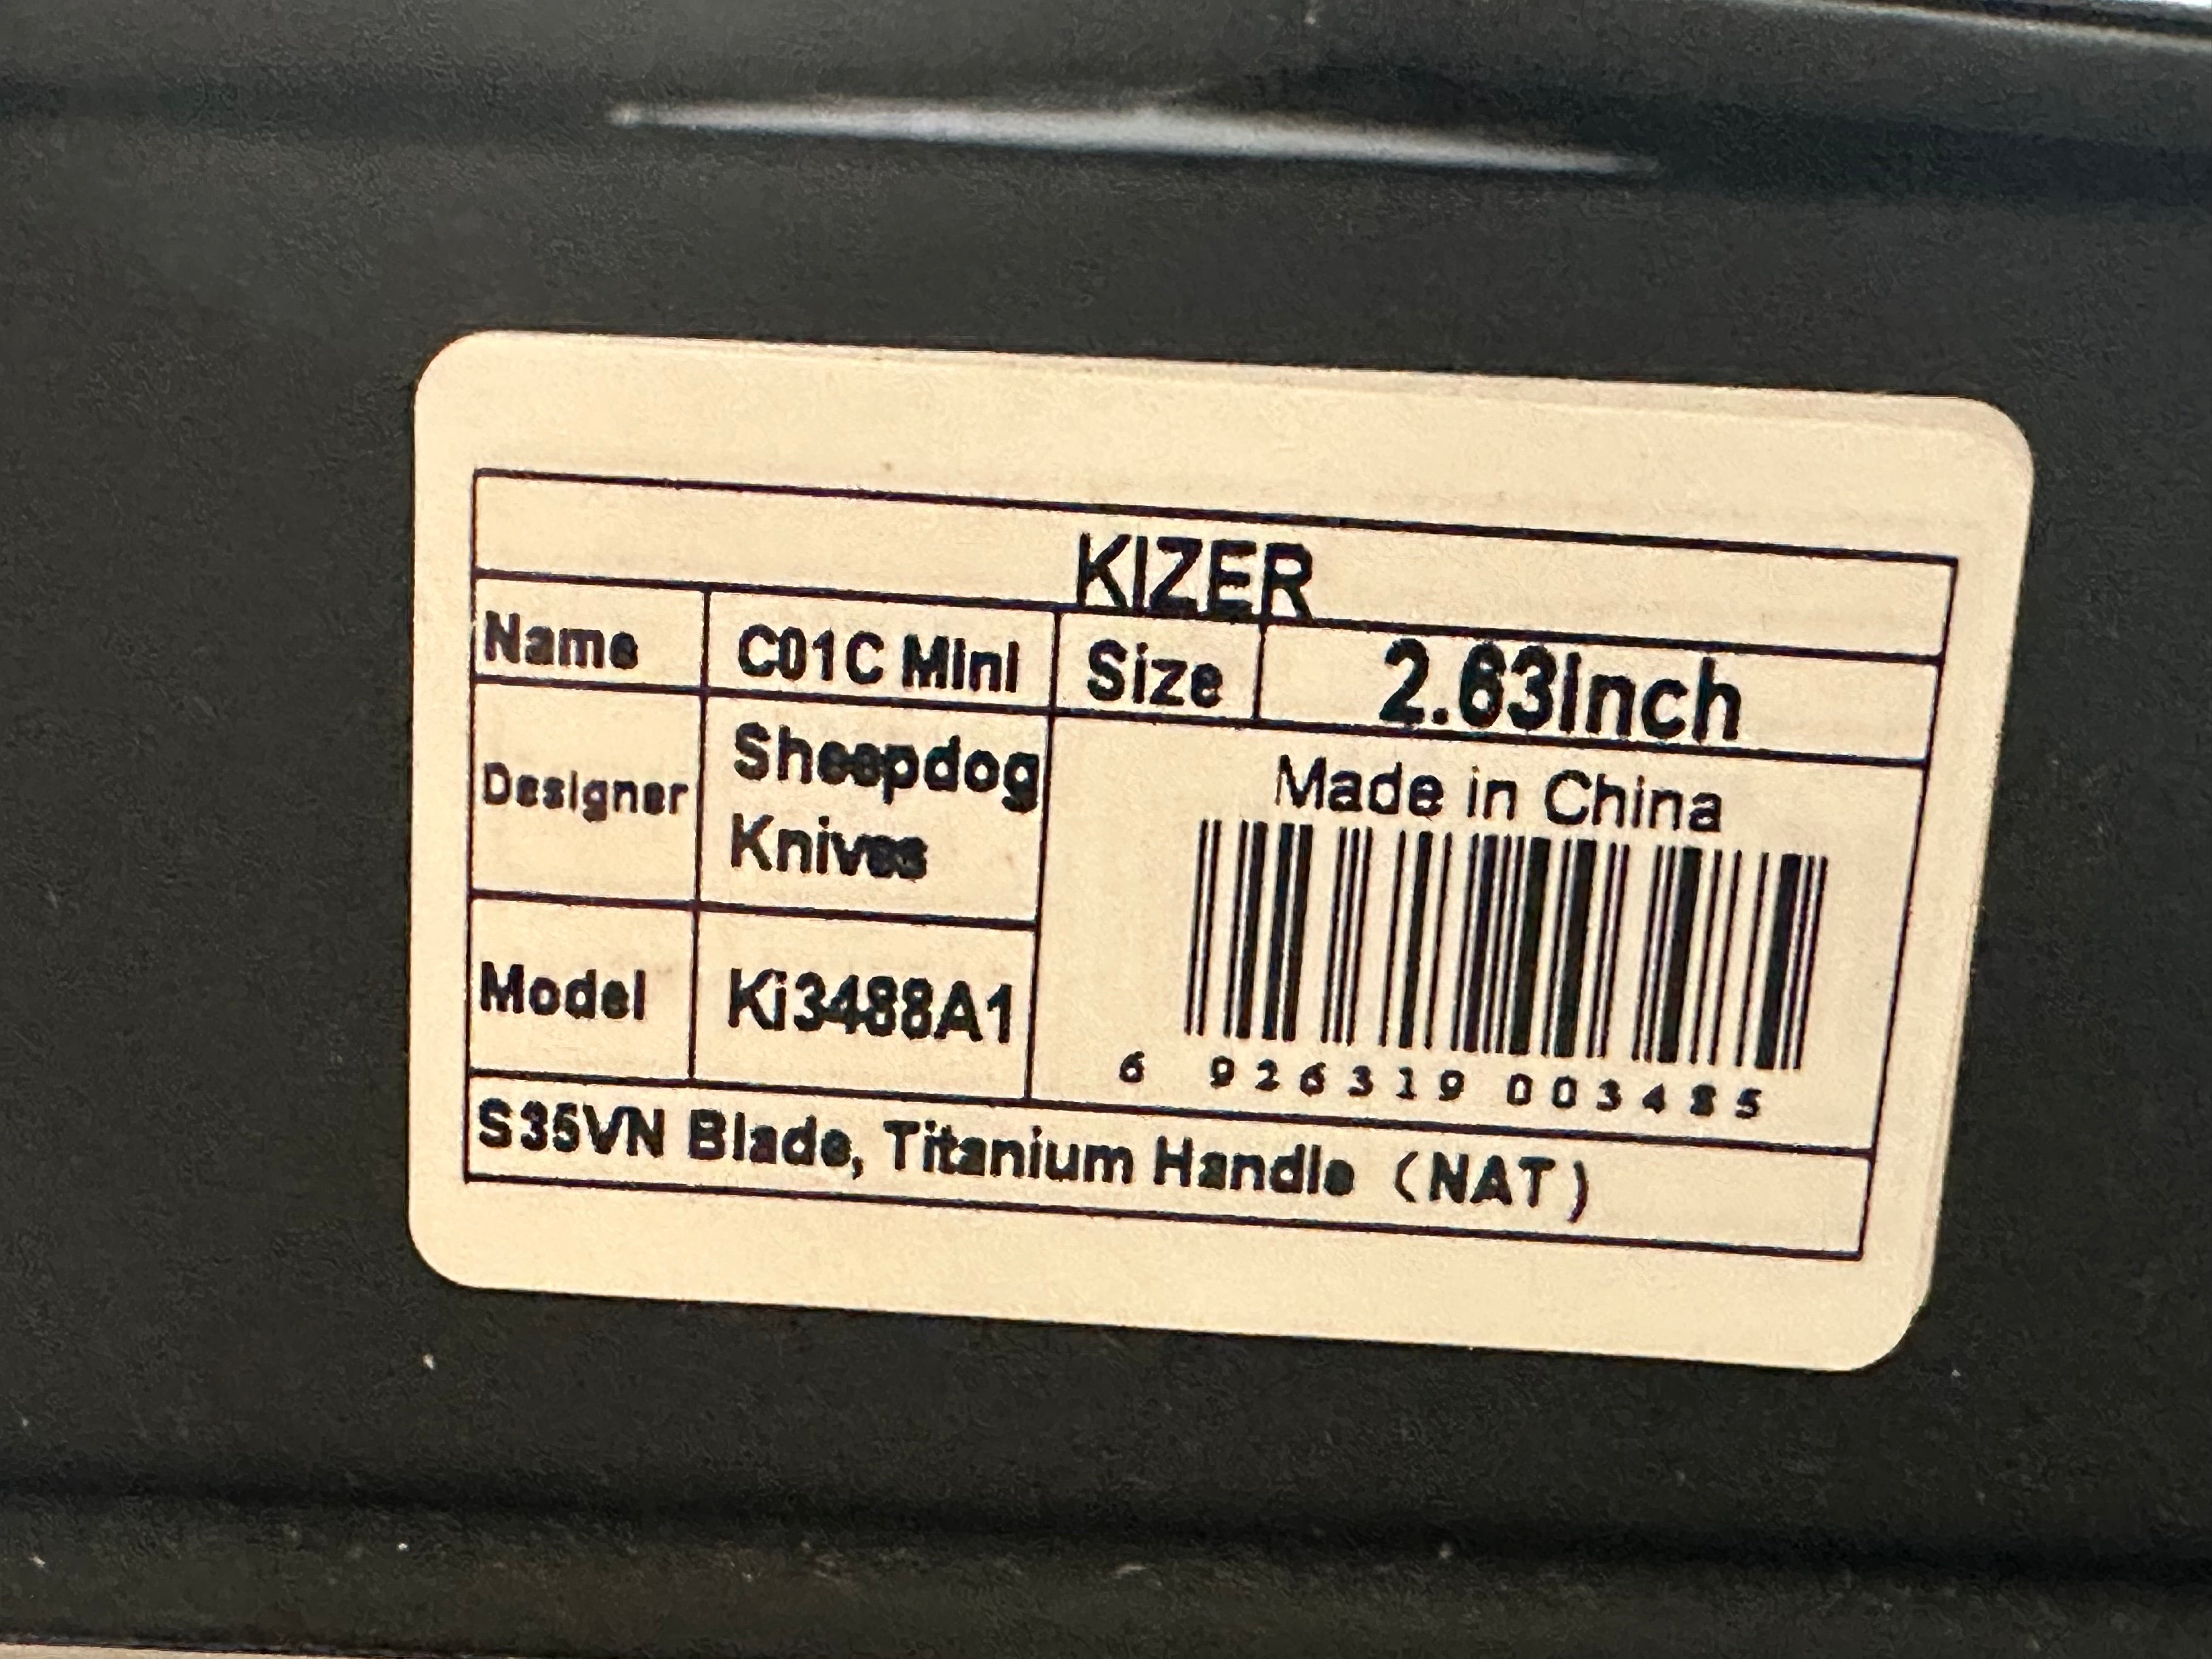 KIZER
Name C01C Mini Size 2.63Inch
Designer Sheepdog
Knives
Made in China
Model Ki3488A1
6 926319 003485
S35VN Blade, Titanium Handle (NAT)